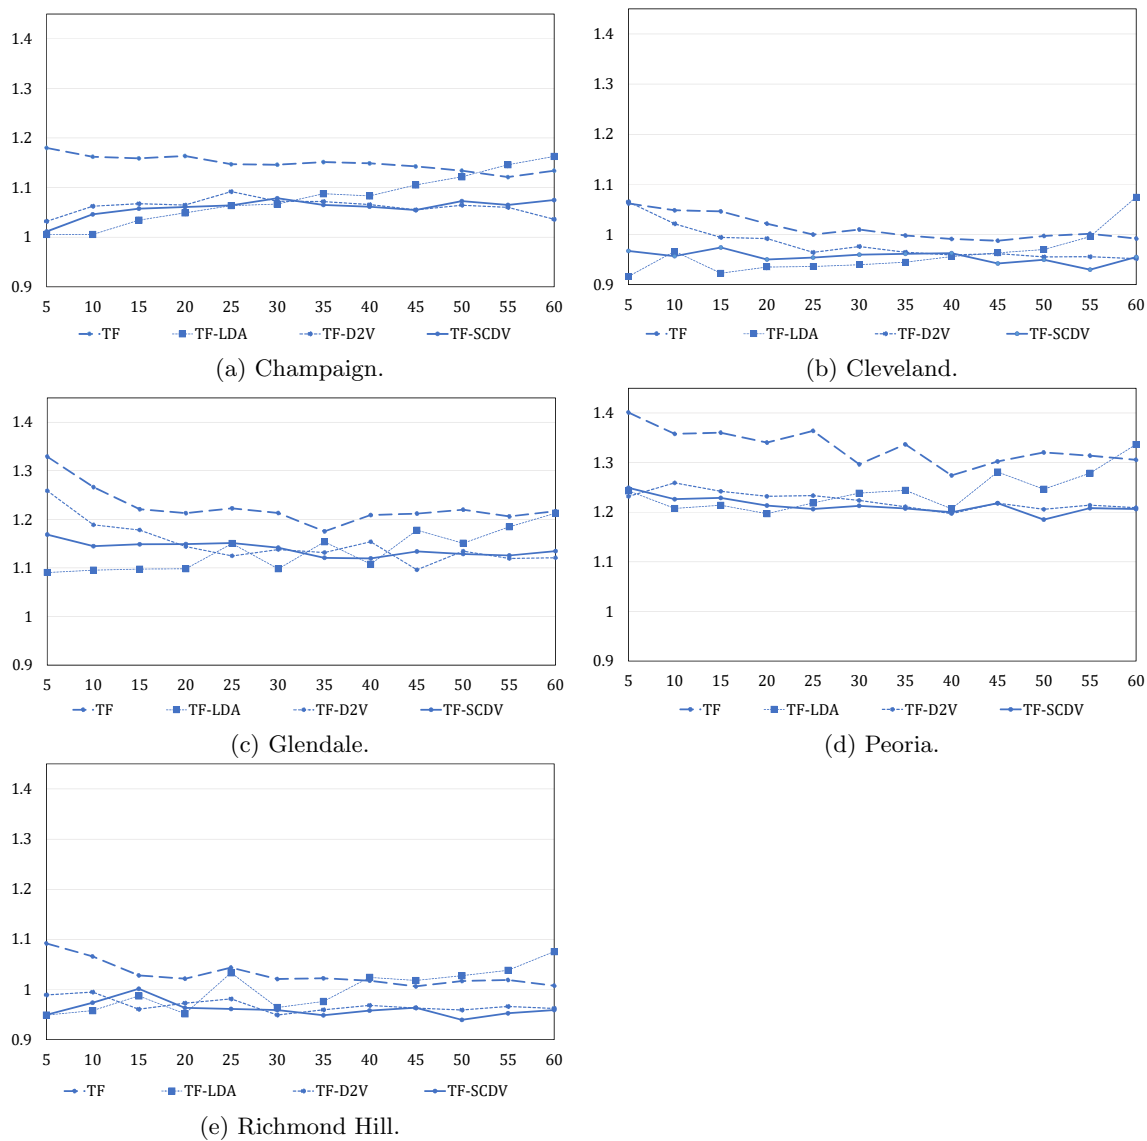 1.4
1.3
1.2
1.1
1
0.9
5 10 15 20 25 30 35 40 45 50 55 60
TF TF-LDA TF-D2V TF-SCDV
(a) Champaign.
1.4
1.3
1.2
1.1
1
0.9
5 10 15 20 25 30 35 40 45 50 55 60
TF TF-LDA TF-D2V TF-SCDV
(b) Cleveland.
1.4
1.3
1.2
1.1
1
0.9
5 10 15 20 25 30 35 40 45 50 55 60
TF TF-LDA TF-D2V TF-SCDV
(c) Glendale.
1.4
1.3
1.2
1.1
1
0.9
5 10 15 20 25 30 35 40 45 50 55 60
TF TF-LDA TF-D2V TF-SCDV
(d) Peoria.
1.4
1.3
1.2
1.1
1
0.9
5 10 15 20 25 30 35 40 45 50 55 60
TF TF-LDA TF-D2V TF-SCDV
(e) Richmond Hill.